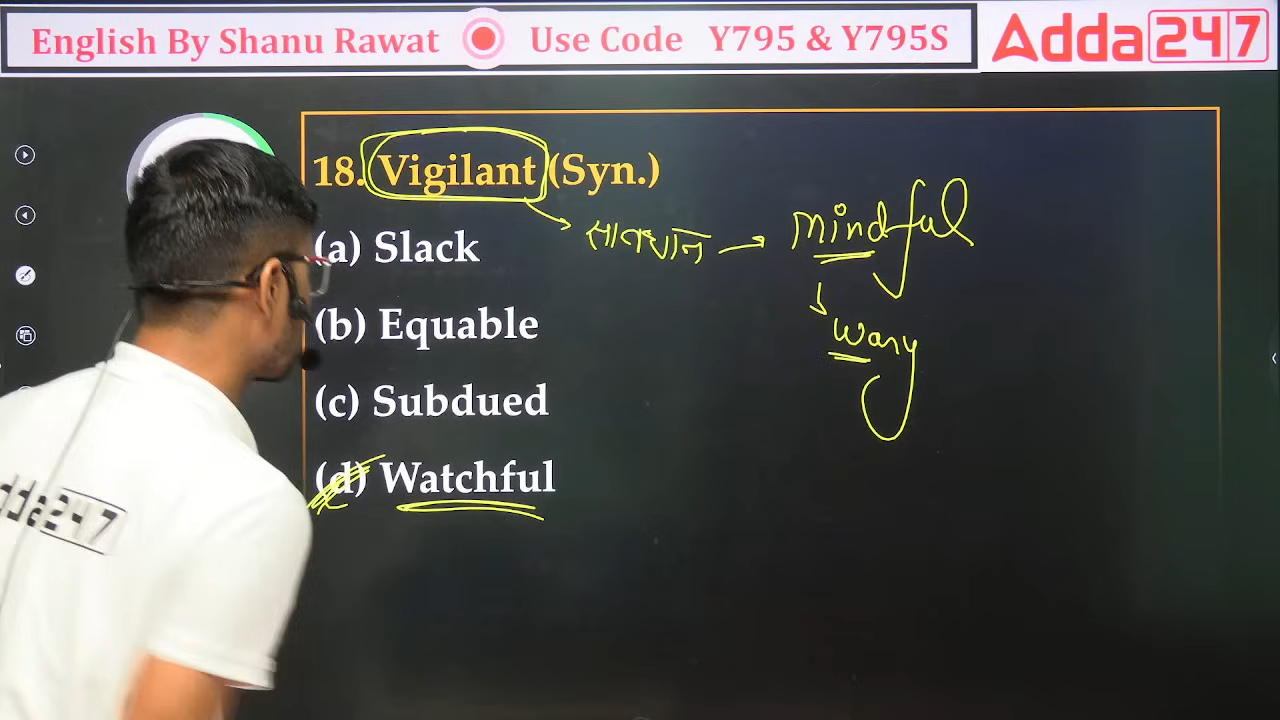 English By Shanu Rawat Use Code Y795 & Y795S Adda247
18. Vigilant (Syn.)
सावधान → Mindful
(a) Slack
(b) Equable
Wary
(c) Subdued
(d) Watchful
dda247